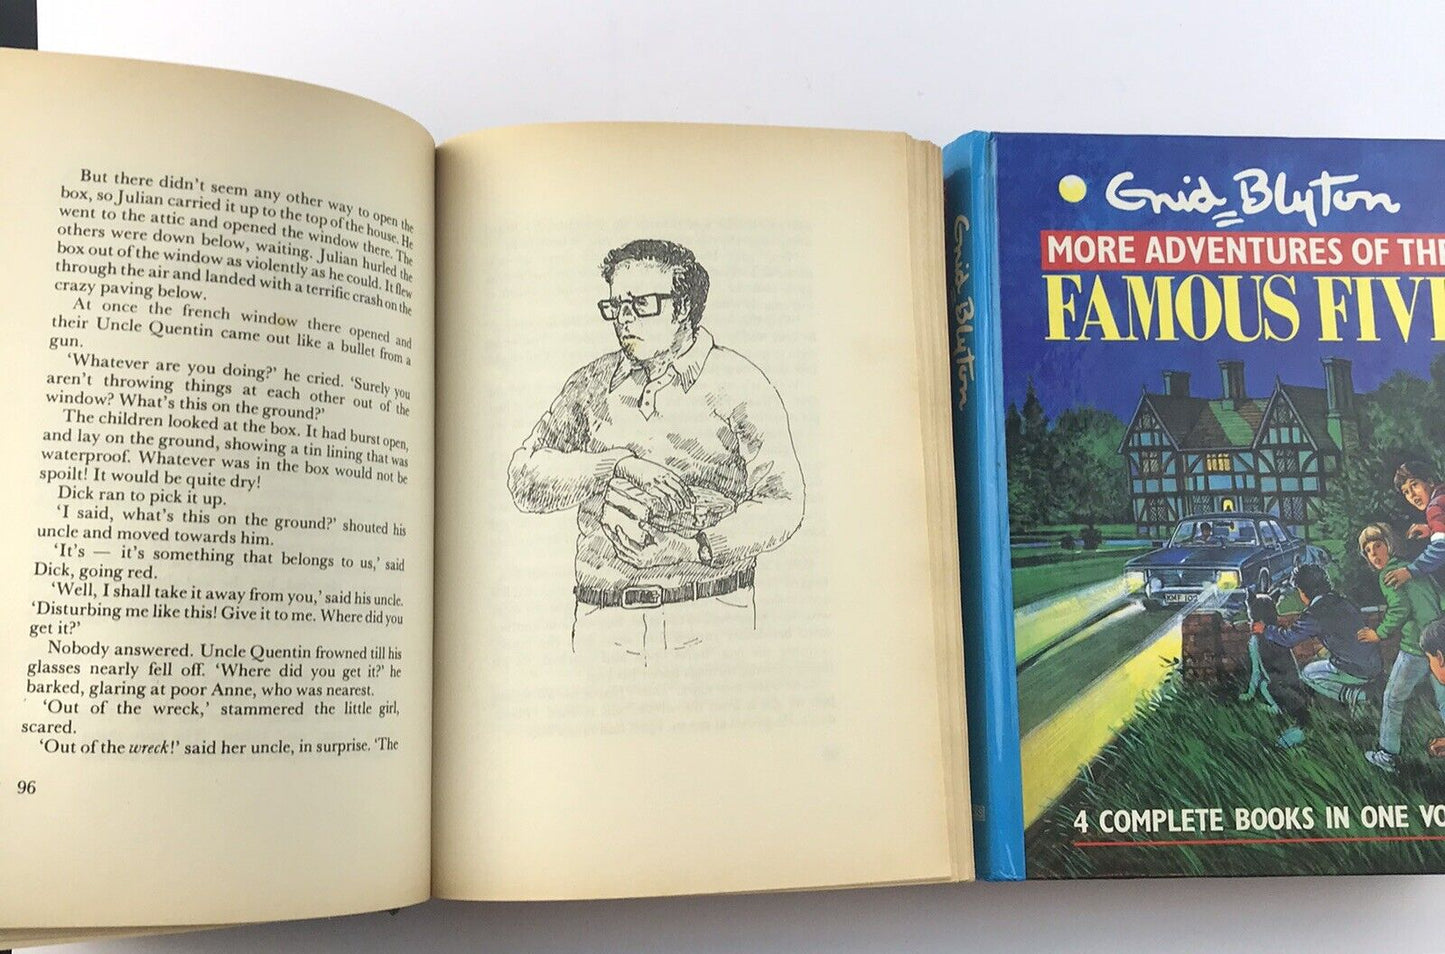 But there didn't seem any other way to open the
box, so Julian carried it up to the top of the house. He
went to the attic and opened the window there. The
others were down below, waiting. Julian hurled the
box out of the window as violently as he could. It flew
through the air and landed with a terrific crash on the
crazy paving below.
At once the french window there opened and
their Uncle Quentin came out like a bullet from a
gun.
‘Whatever are you doing?’ he cried. ‘Surely you
aren't throwing things at each other out of the
window? What's this on the ground?’
The children looked at the box. It had burst open,
and lay on the ground, showing a tin lining that was
waterproof. Whatever was in the box would not be
spoilt! It would be quite dry!
Dick ran to pick it up.
‘I said, what's this on the ground?’ shouted his
uncle and moved towards him.
‘It's — it's something that belongs to us,’ said
Dick, going red.
‘Well, I shall take it away from you,’ said his uncle.
‘Disturbing me like this! Give it to me. Where did you
get it?’
Nobody answered. Uncle Quentin frowned till his
glasses nearly fell off. ‘Where did you get it?’ he
barked, glaring at poor Anne, who was nearest.
‘Out of the wreck,’ stammered the little girl,
scared.
‘Out of the wreck!’ said her uncle, in surprise. ‘The
96
Enid Blyton
Enid Blyton
MORE ADVENTURES OF THE
FAMOUS FIVE
4 COMPLETE BOOKS IN ONE VO